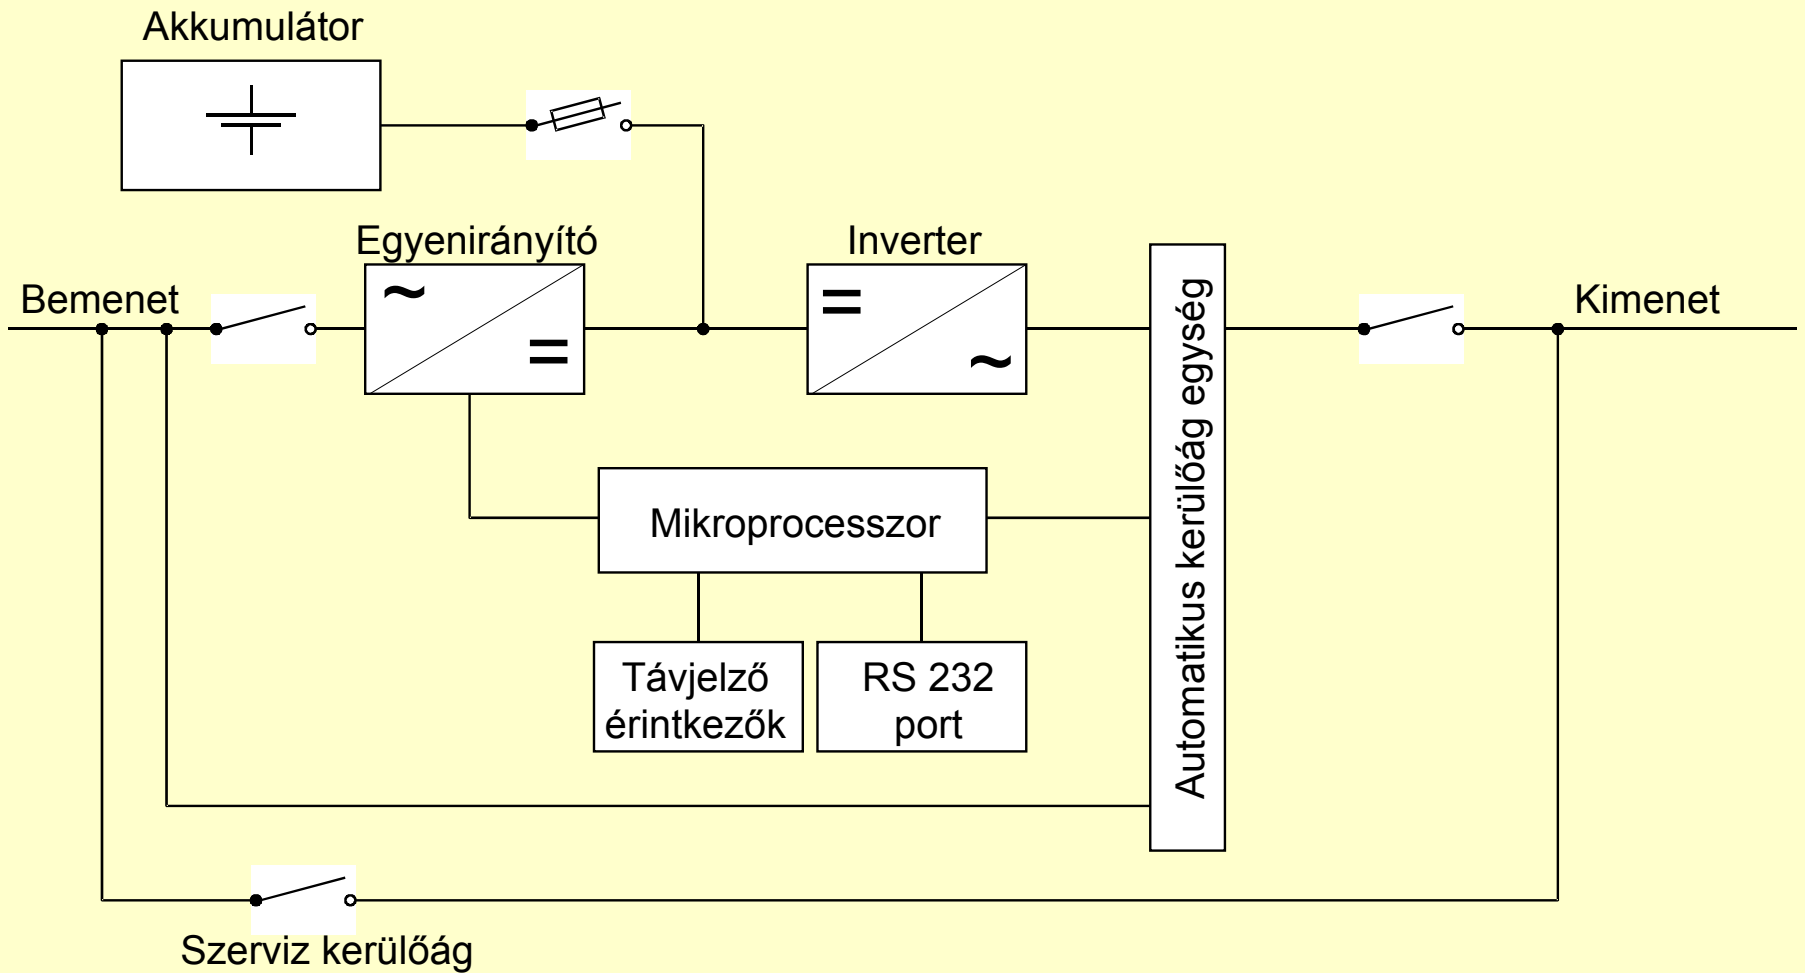 Akkumulátor
Egyenirányító
Inverter
Bemenet
Kimenet
~
=
=
~
Automatikus kerülőág egység
Mikroprocesszor
Távjelző
érintkezők
RS 232
port
Szerviz kerülőág